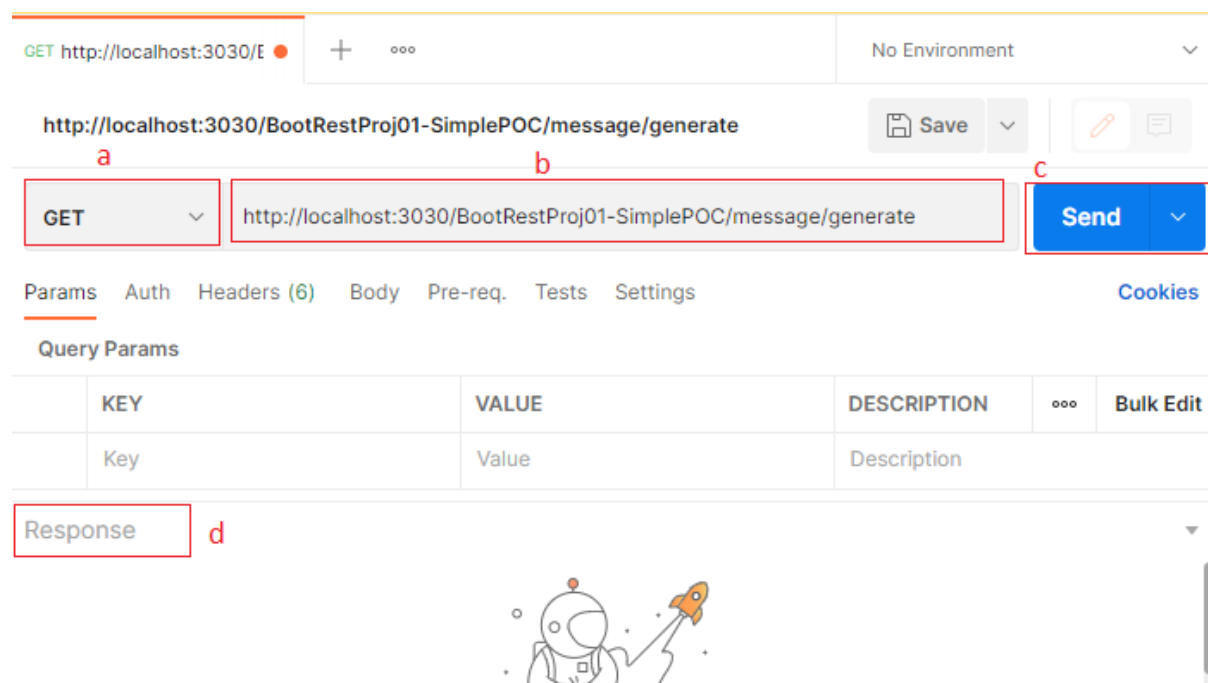 GET http://localhost:3030/E No Environment
http://localhost:3030/BootRestProj01-SimplePOC/message/generate Save
a b c
GET http://localhost:3030/BootRestProj01-SimplePOC/message/generate Send
Params Auth Headers (6) Body Pre-req. Tests Settings Cookies
Query Params
KEY VALUE DESCRIPTION Bulk Edit
Key Value Description
Response d